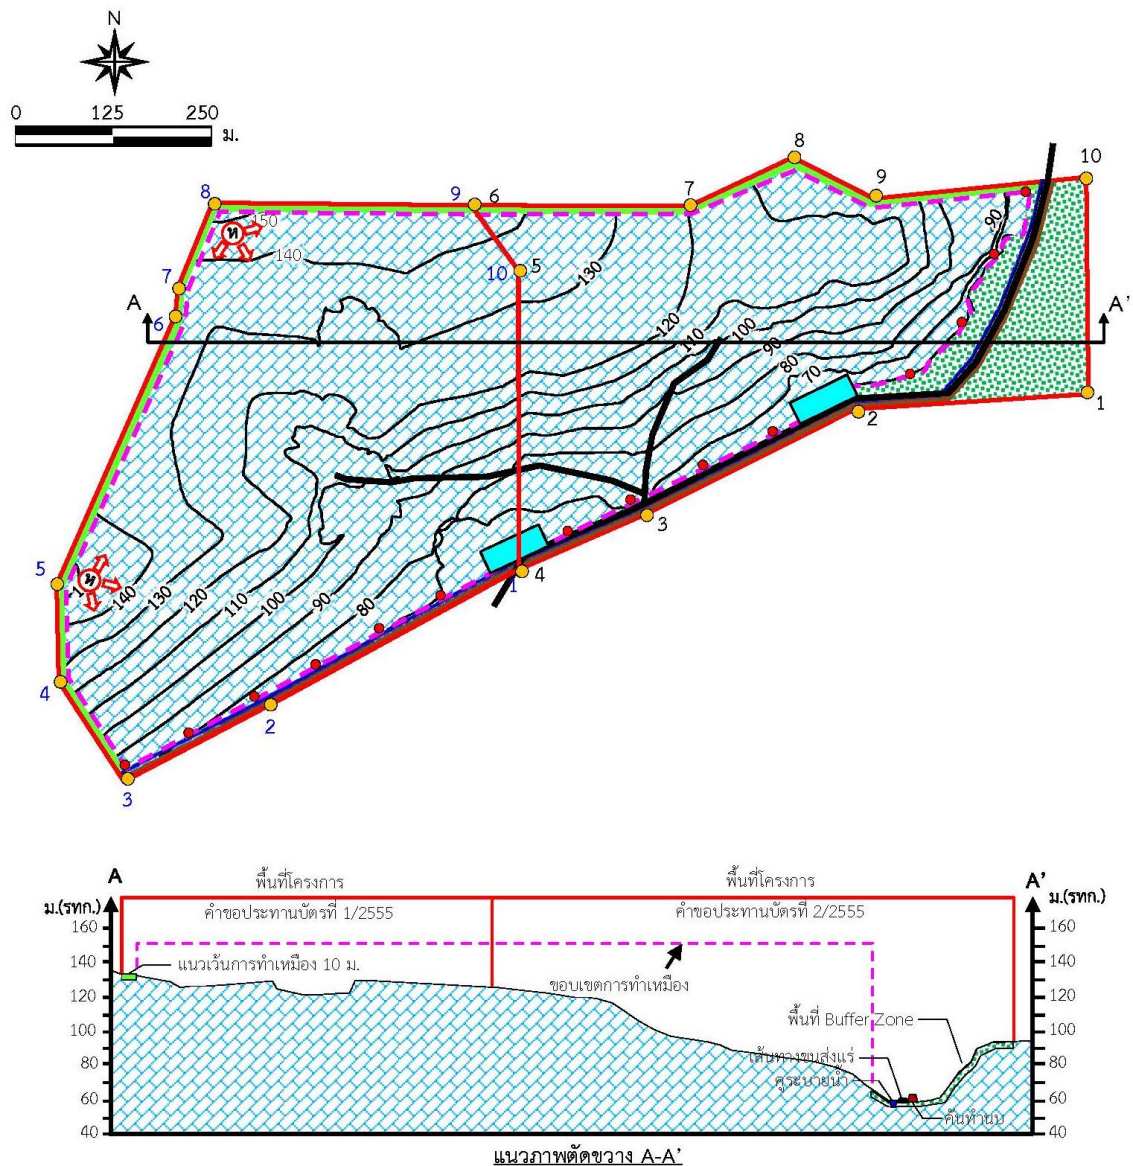 N
0 125 250
ม.
8
10
9
8 9 6 7
150
ห
140
90
7
10 5
130
A
6
A'
120
110
100
90
80
70
1
2
5
ห
140
130
120
110
100
90
80
3
4
1
4
2
3
A พื้นที่โครงการ พื้นที่โครงการ A'
ม.(รทก.) คำขอประทานบัตรที่ 1/2555 คำขอประทานบัตรที่ 2/2555 ม.(รทก.)
160 160
140 แนวเว้นการทำเหมือง 10 ม. 140
ขอบเขตการทำเหมือง
120 120
พื้นที่ Buffer Zone
100 100
เส้นทางขนส่งแร่
80 80
คูระบายน้ำ
60 60
คันทำนบ
40 40
แนวภาพตัดขวาง A-A'